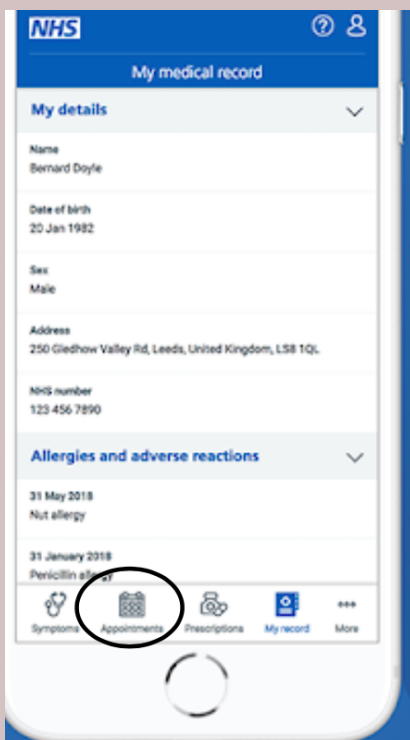 NHS
My medical record
My details
Name
Bernard Doyle
Date of birth
20 Jan 1982
Sex
Male
Address
250 Gledhow Valley Rd, Leeds, United Kingdom, LS8 1QL.
NHS number
123 456 7890
Allergies and adverse reactions
31 May 2018
Nut allergy
31 January 2018
Penicillin allergy
Symptoms Appointments Prescriptions My record More